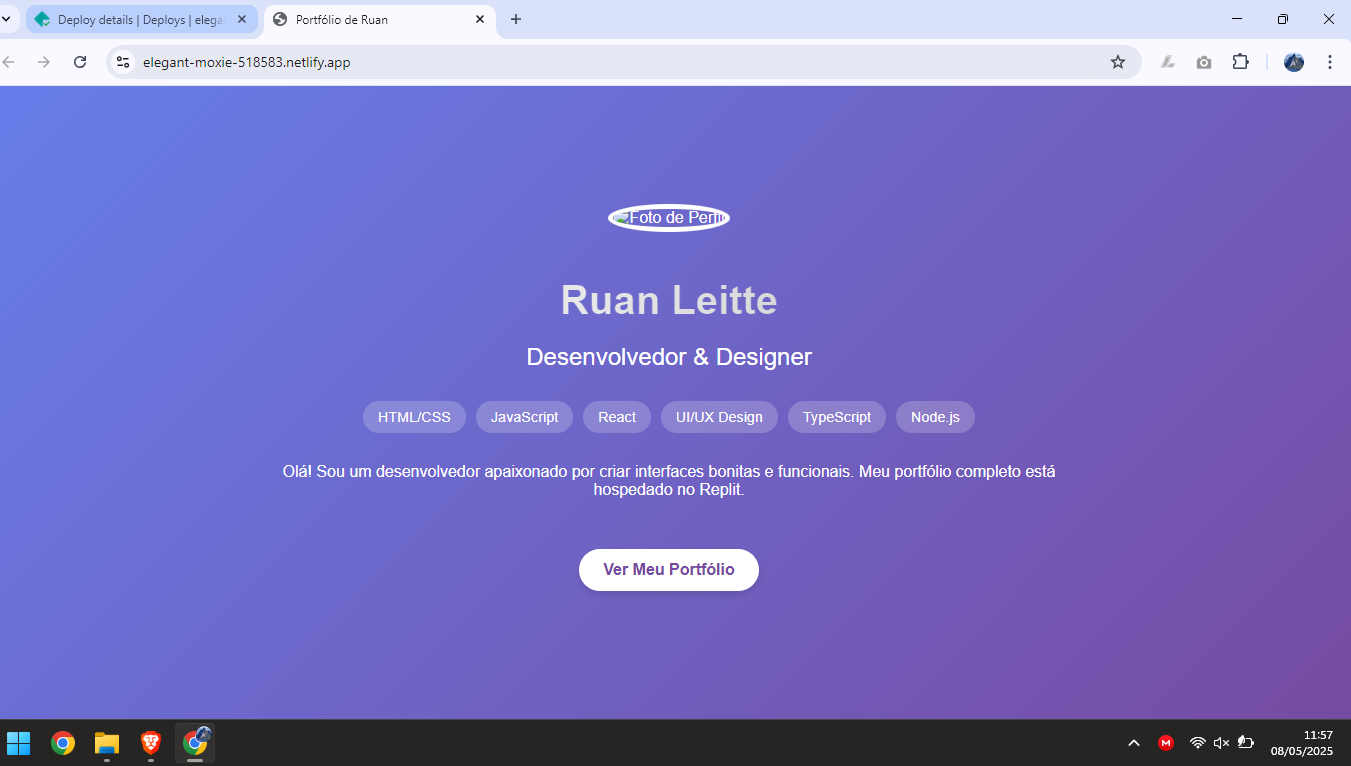 Deploy details | Deploys | elega
Portfólio de Ruan
elegant-moxie-518583.netlify.app
Foto de Perfil
Ruan Leitte
Desenvolvedor & Designer
HTML/CSS
JavaScript
React
UI/UX Design
TypeScript
Node.js
Olá! Sou um desenvolvedor apaixonado por criar interfaces bonitas e funcionais. Meu portfólio completo está
hospedado no Replit.
Ver Meu Portfólio
11:57
08/05/2025